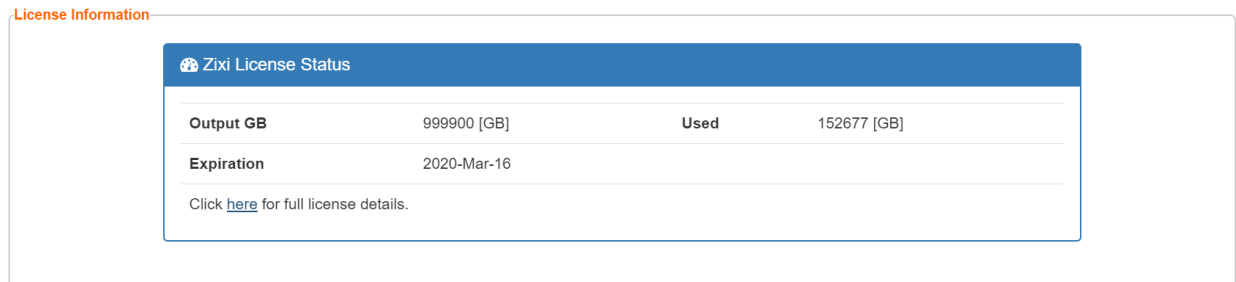 License Information
Zixi License Status
Output GB 999900 [GB] Used 152677 [GB]
Expiration 2020-Mar-16
Click here for full license details.